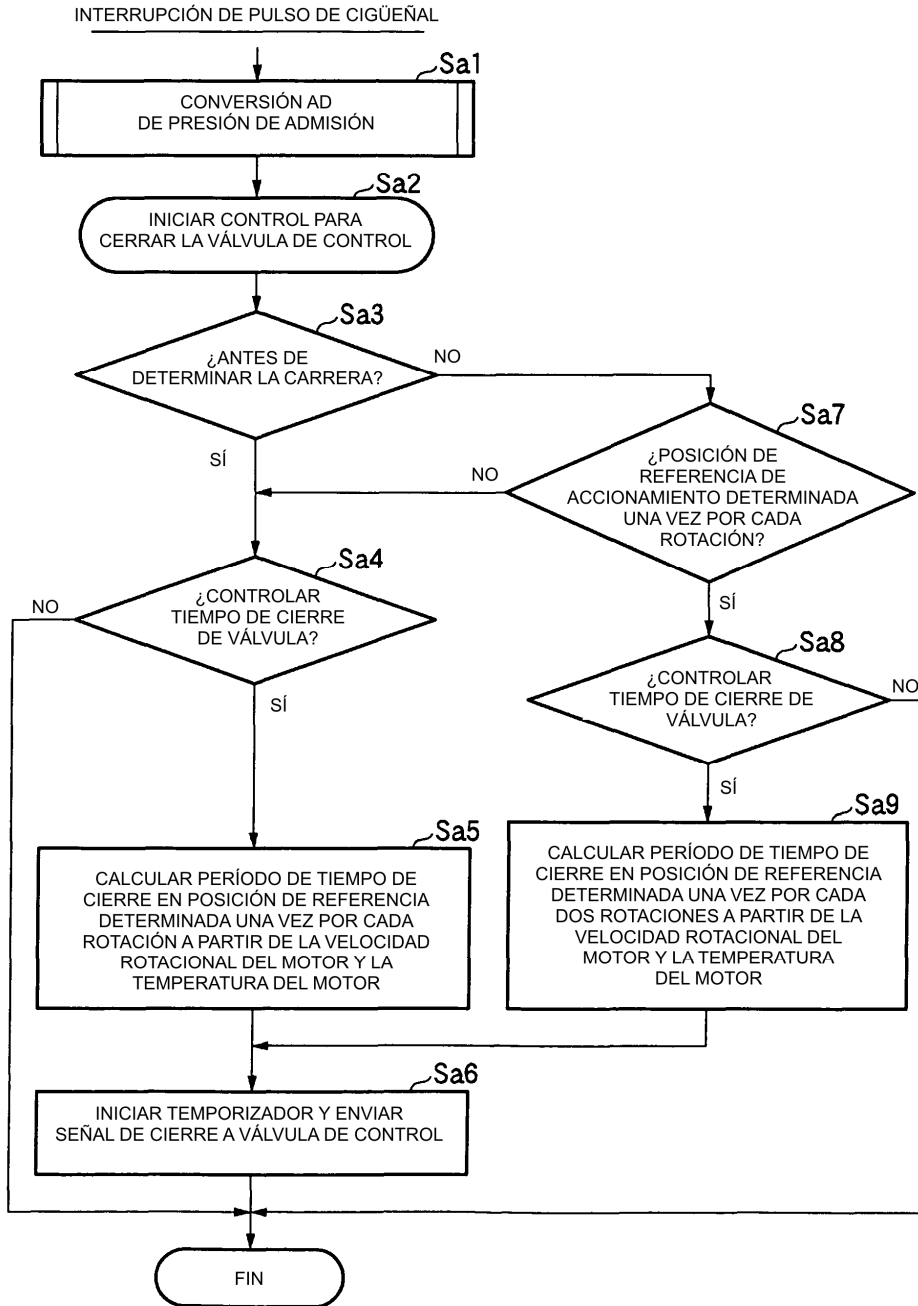 INTERRUPCIÓN DE PULSO DE CIGÜEÑAL
Sa1
CONVERSIÓN AD
DE PRESIÓN DE ADMISIÓN
Sa2
INICIAR CONTROL PARA
CERRAR LA VÁLVULA DE CONTROL
Sa3
¿ANTES DE
DETERMINAR LA CARRERA?
NO
SÍ
Sa7
¿POSICIÓN DE
REFERENCIA DE
ACCIONAMIENTO DETERMINADA
UNA VEZ POR CADA
ROTACIÓN?
NO
SÍ
Sa4
¿CONTROLAR
TIEMPO DE CIERRE
DE VÁLVULA?
NO
SÍ
Sa8
¿CONTROLAR
TIEMPO DE CIERRE DE
VÁLVULA?
NO
SÍ
Sa5
CALCULAR PERÍODO DE TIEMPO DE
CIERRE EN POSICIÓN DE REFERENCIA
DETERMINADA UNA VEZ POR CADA
ROTACIÓN A PARTIR DE LA VELOCIDAD
ROTACIONAL DEL MOTOR Y LA
TEMPERATURA DEL MOTOR
Sa9
CALCULAR PERÍODO DE TIEMPO DE
CIERRE EN POSICIÓN DE REFERENCIA
DETERMINADA UNA VEZ POR CADA
DOS ROTACIONES A PARTIR DE LA
VELOCIDAD ROTACIONAL DEL
MOTOR Y LA TEMPERATURA
DEL MOTOR
Sa6
INICIAR TEMPORIZADOR Y ENVIAR
SEÑAL DE CIERRE A VÁLVULA DE CONTROL
FIN